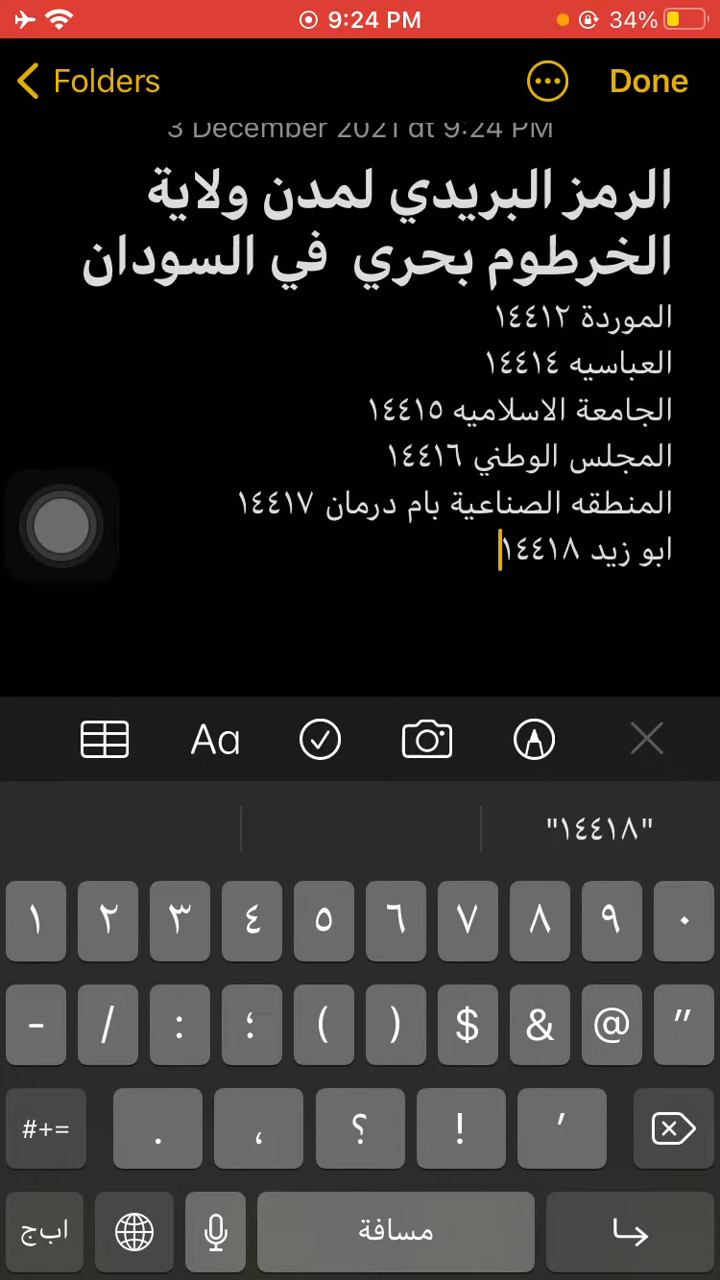 9:24 PM
34%
Folders
Done
3 December 2021 at 9:24 PM
الرمز البريدي لمدن ولاية
الخرطوم بحري في السودان
الموردة ١٤٤١٢
العباسيه ١٤٤١٤
الجامعة الاسلاميه ١٤٤١٥
المجلس الوطني ١٤٤١٦
المنطقه الصناعية بام درمان ١٤٤١٧
ابو زيد ١٤٤١٨
Aa
"١٤٤١٨"
١ ٢ ٣ ٤ ٥ ٦ ٧ ٨ ٩ ٠
- / : ؛ ( ) $ & @ "
#+= . ، ؟ ! '
اب‌ج مسافة